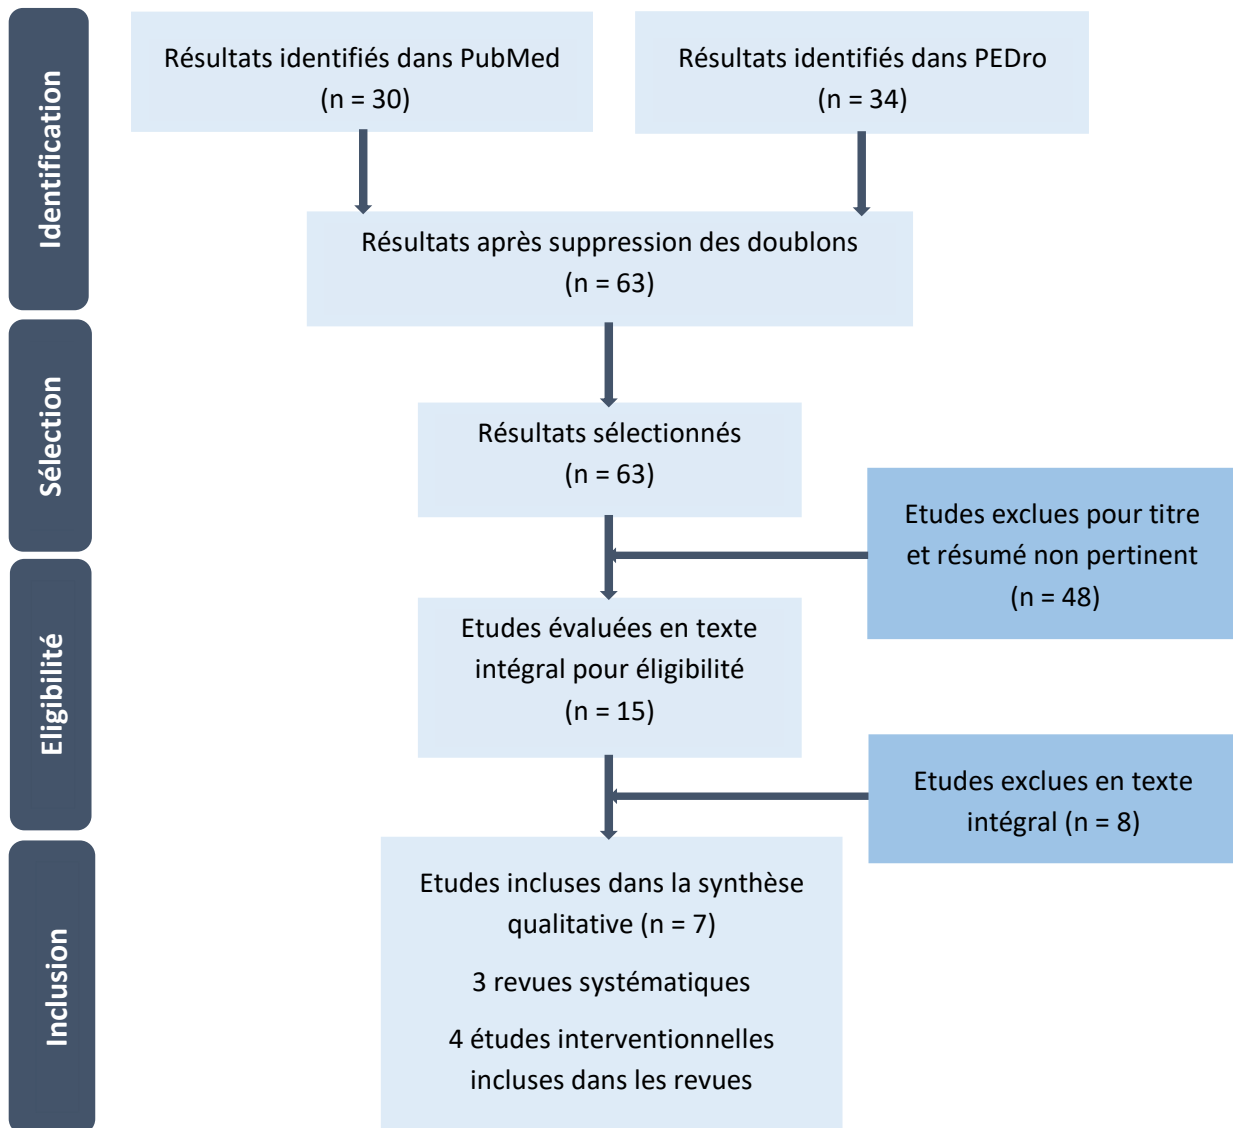 Identification
Résultats identifiés dans PubMed
(n = 30)
Résultats identifiés dans PEDro
(n = 34)
Résultats après suppression des doublons
(n = 63)
Sélection
Résultats sélectionnés
(n = 63)
Etudes exclues pour titre
et résumé non pertinent
(n = 48)
Eligibilité
Etudes évaluées en texte
intégral pour éligibilité
(n = 15)
Etudes exclues en texte
intégral (n = 8)
Inclusion
Etudes incluses dans la synthèse
qualitative (n = 7)
3 revues systématiques
4 études interventionnelles
incluses dans les revues